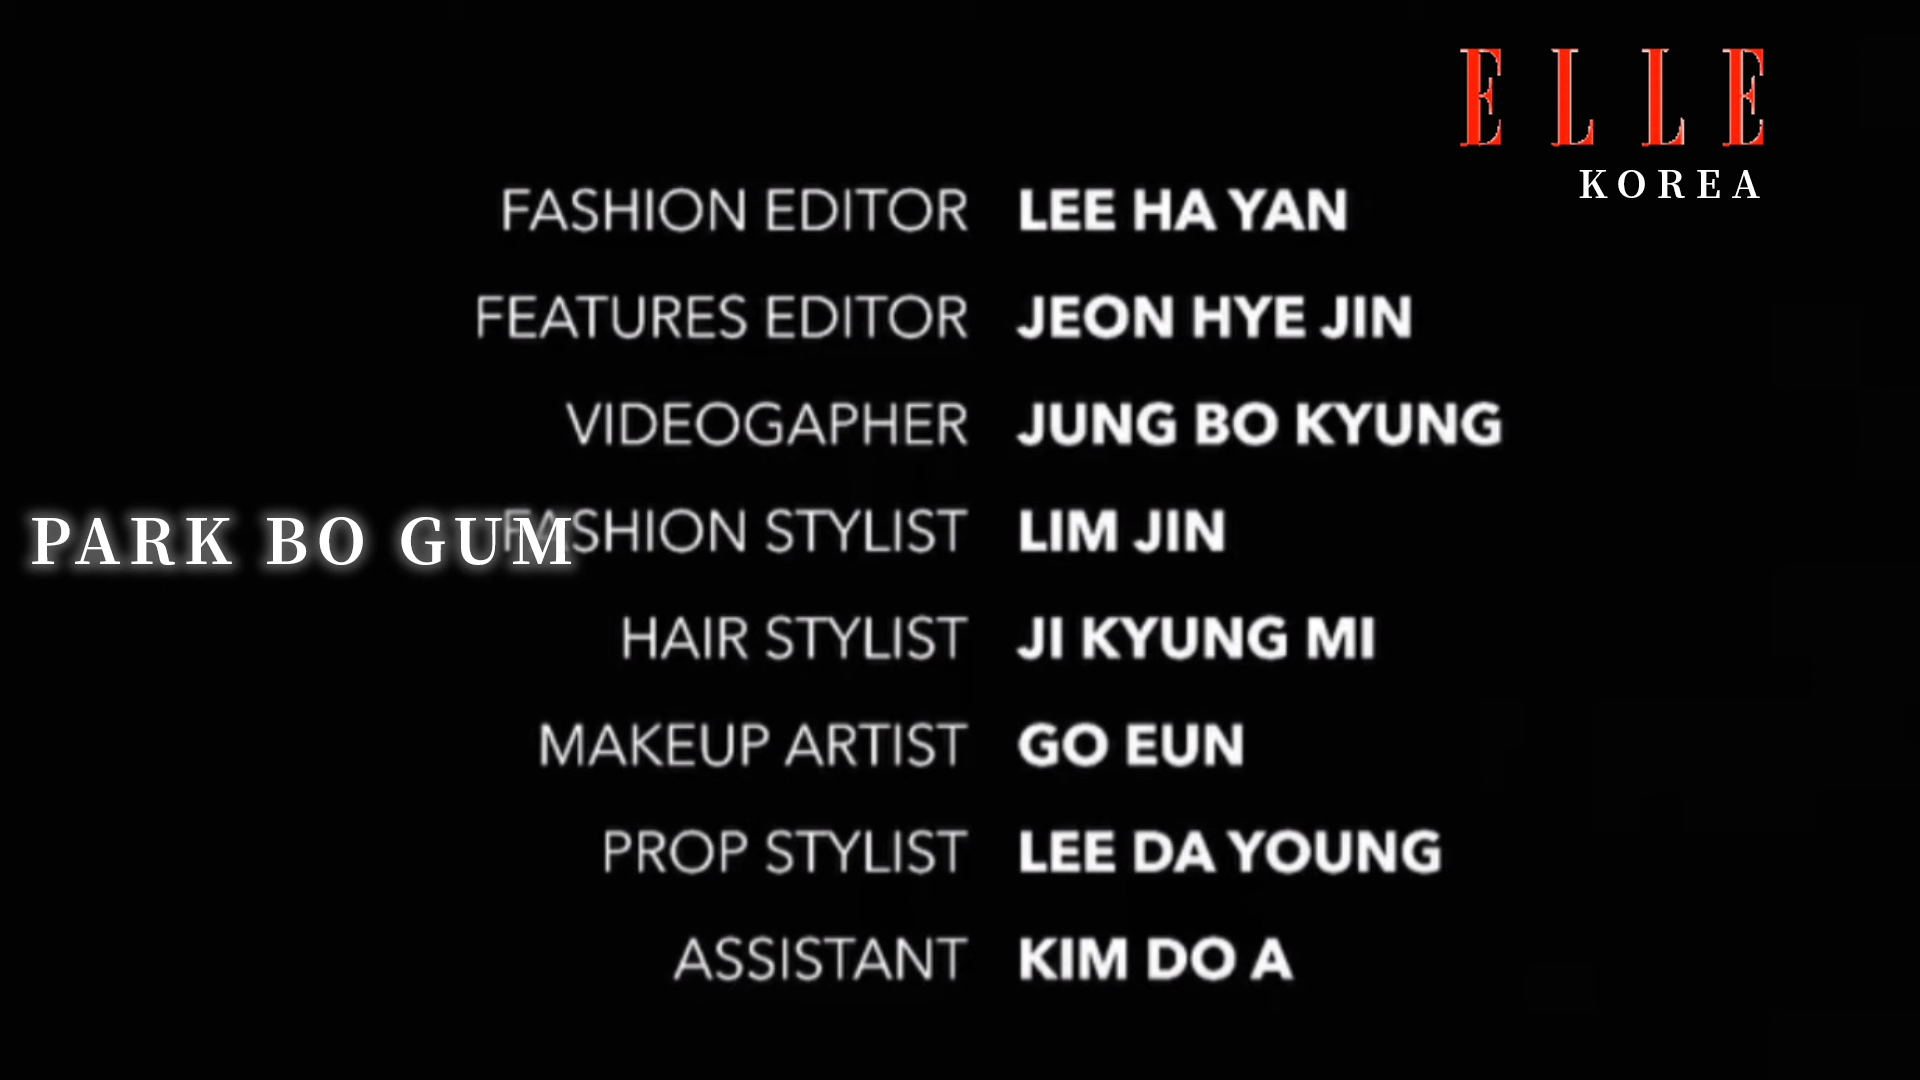 ELLE
KOREA
FASHION EDITOR LEE HA YAN
FEATURES EDITOR JEON HYE JIN
VIDEOGAPHER JUNG BO KYUNG
PARK BO GUM
FASHION STYLIST LIM JIN
HAIR STYLIST JI KYUNG MI
MAKEUP ARTIST GO EUN
PROP STYLIST LEE DA YOUNG
ASSISTANT KIM DO A